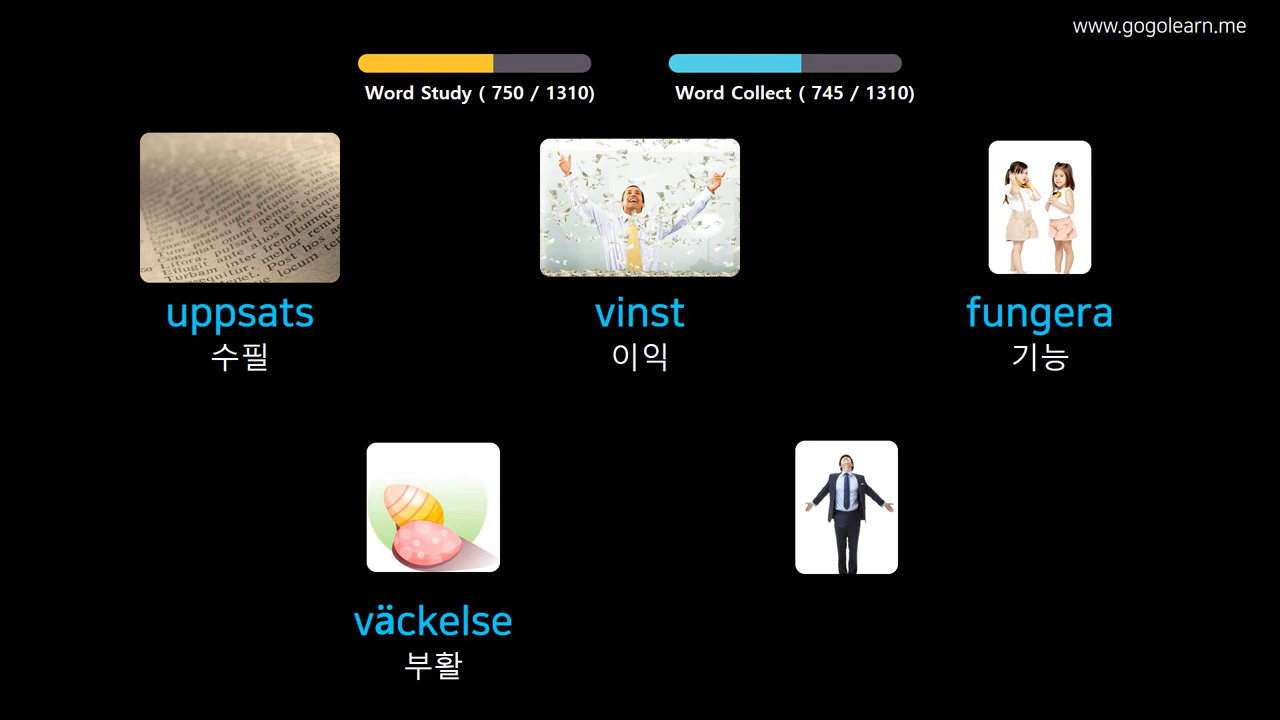 www.gogolearn.me
Word Study ( 750 / 1310)
Word Collect ( 745 / 1310)
uppsats
수필
vinst
이익
fungera
기능
väckelse
부활